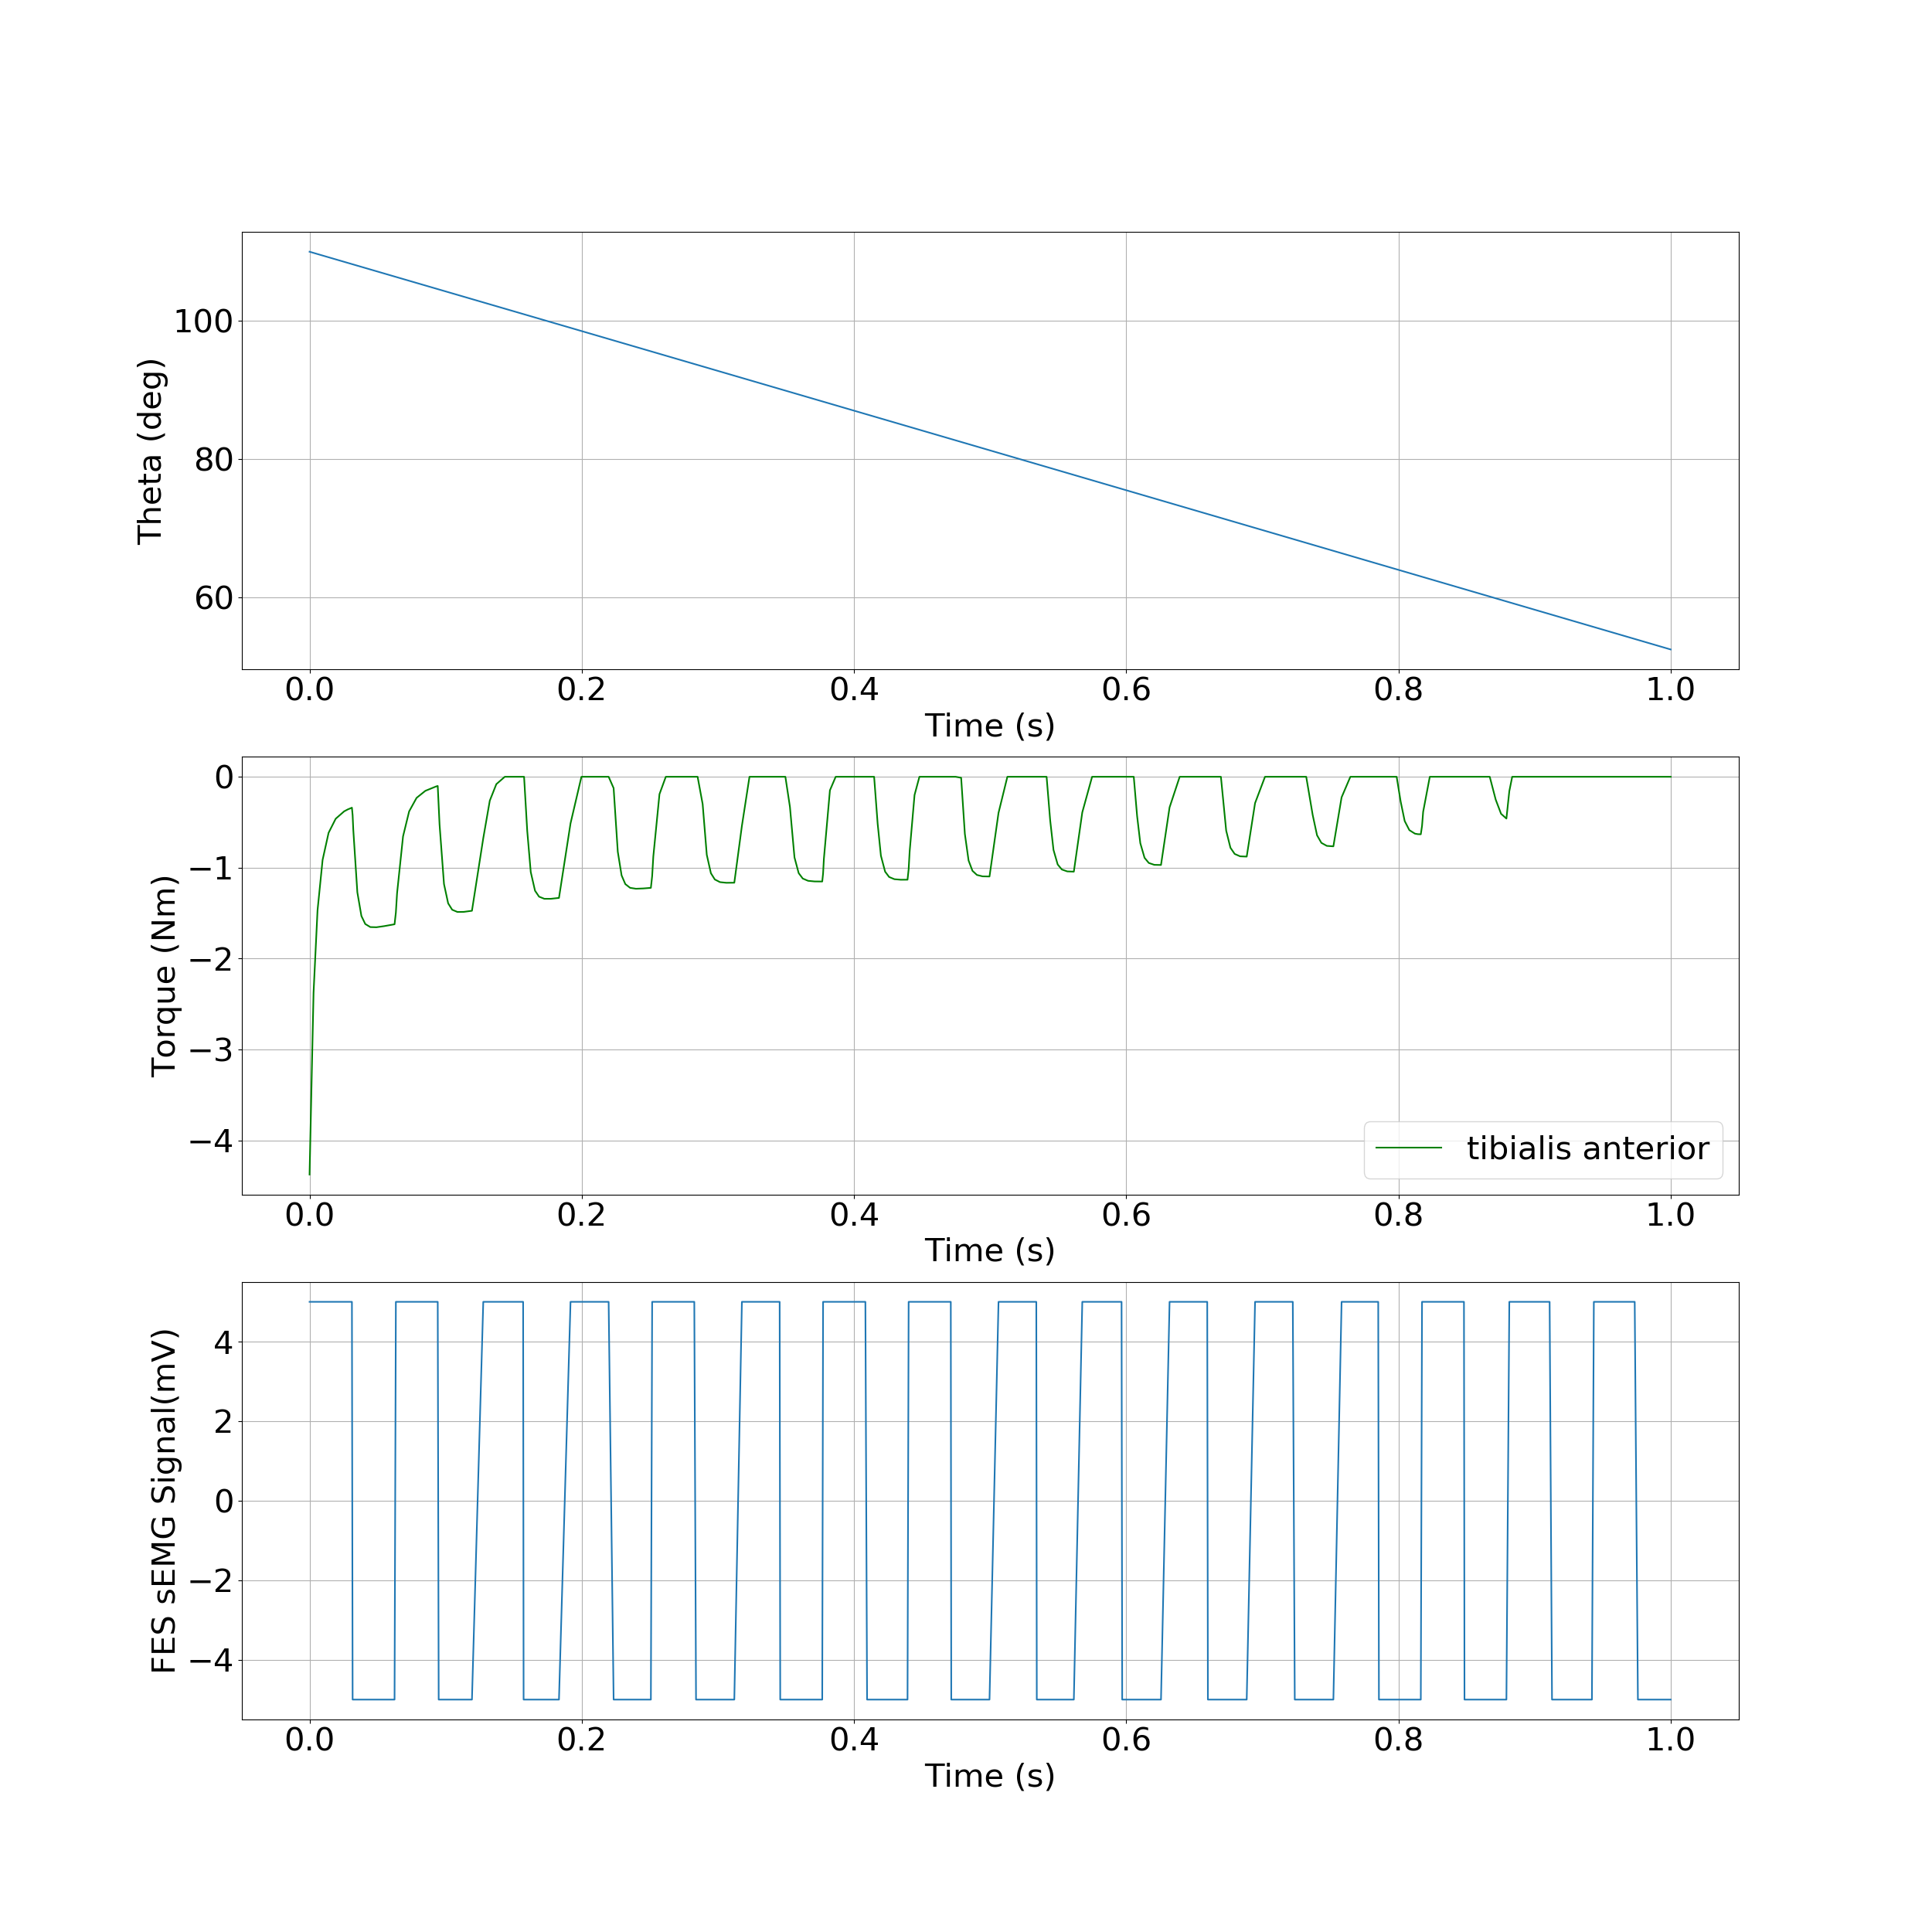 100
80
60
Theta (deg)
0.0 0.2 0.4 0.6 0.8 1.0
Time (s)
0
−1
−2
−3
−4
Torque (Nm)
tibialis anterior
0.0 0.2 0.4 0.6 0.8 1.0
Time (s)
4
2
0
−2
−4
FES sEMG Signal(mV)
0.0 0.2 0.4 0.6 0.8 1.0
Time (s)